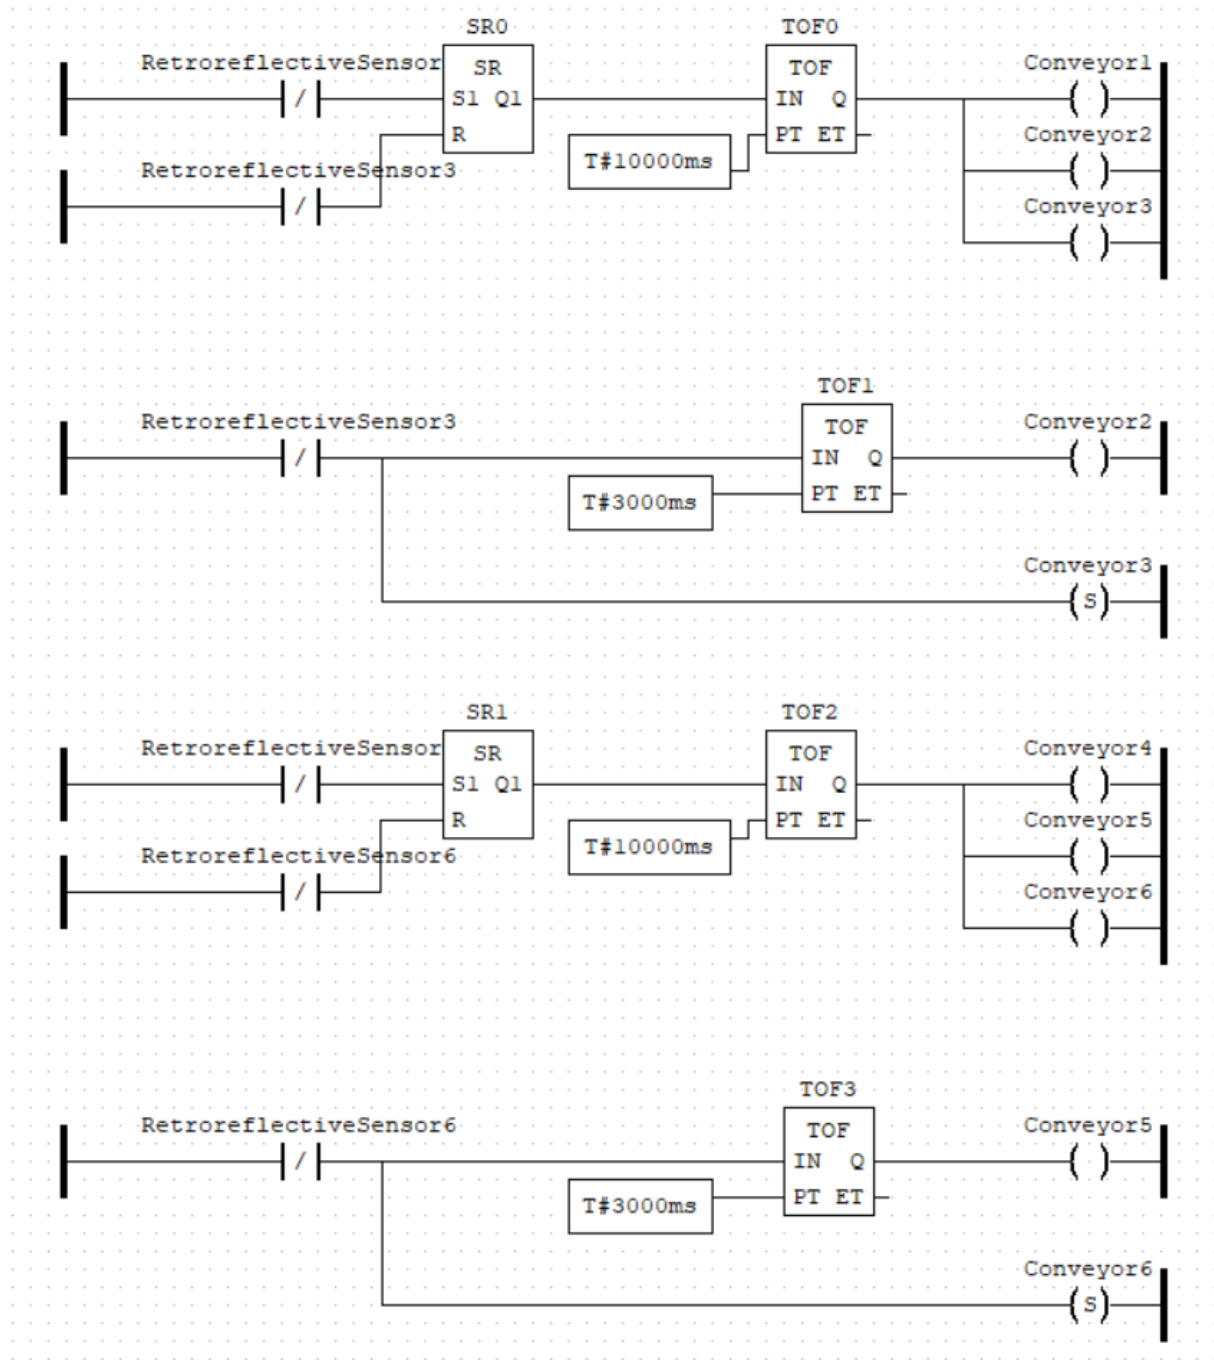 SR0
TOF0
RetroreflectiveSensor
SR
TOF
Conveyor1
/
S1 Q1
IN Q
( )
R
PT ET
Conveyor2
T#10000ms
( )
RetroreflectiveSensor3
/
Conveyor3
( )
TOF1
RetroreflectiveSensor3
TOF
Conveyor2
/
IN Q
( )
T#3000ms
PT ET
Conveyor3
(S)
SR1
TOF2
RetroreflectiveSensor
SR
TOF
Conveyor4
/
S1 Q1
IN Q
( )
R
PT ET
Conveyor5
T#10000ms
( )
RetroreflectiveSensor6
/
Conveyor6
( )
TOF3
RetroreflectiveSensor6
TOF
Conveyor5
/
IN Q
( )
T#3000ms
PT ET
Conveyor6
(S)